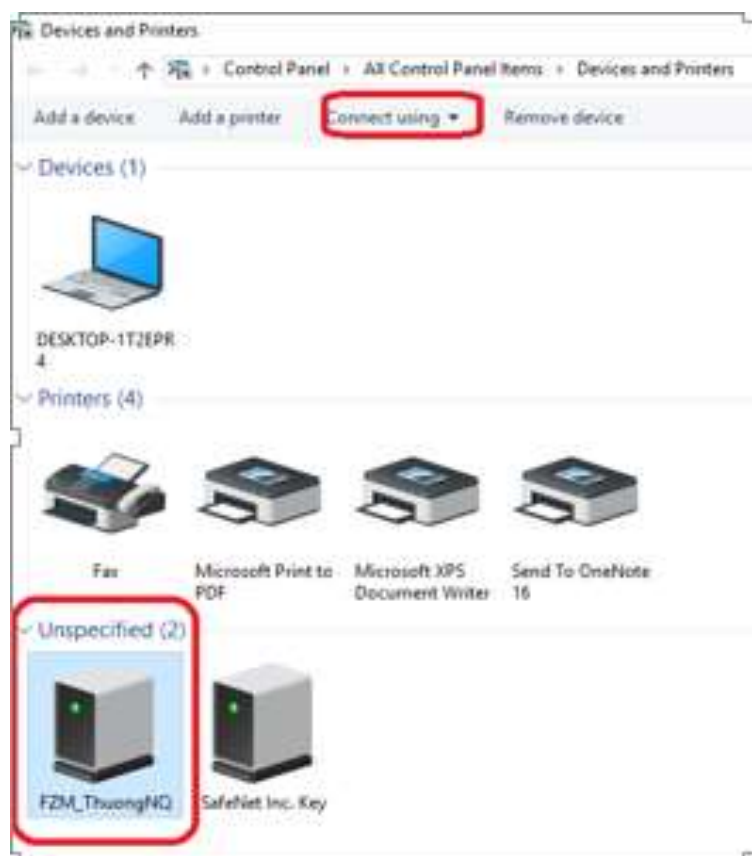 Devices and Printers
Control Panel › All Control Panel Items › Devices and Printers
Add a device Add a printer Connect using Remove device
Devices (1)
DESKTOP-1T2EPR
4
Printers (4)
Fax Microsoft Print to Microsoft XPS Send To OneNote
PDF Document Writer 16
Unspecified (2)
FZM_ThuongNQ SafeNet Inc. Key